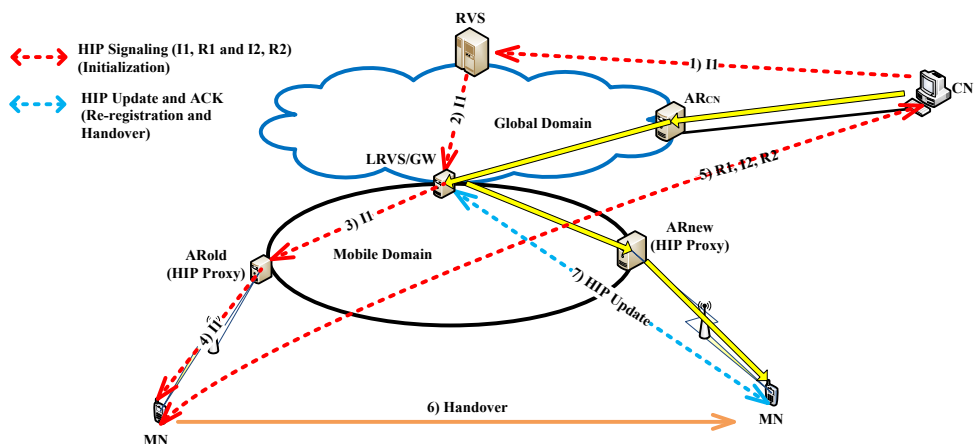 RVS
HIP Signaling (I1, R1 and I2, R2)
(Initialization)
1) I1
CN
HIP Update and ACK
(Re-registration and
Handover)
2) I1
ARCN
Global Domain
LRVS/GW
5) R1, I2, R2
3) I1
ARnew
(HIP Proxy)
ARold
(HIP Proxy)
Mobile Domain
7) HIP Update
4) I1
6) Handover
MN
MN